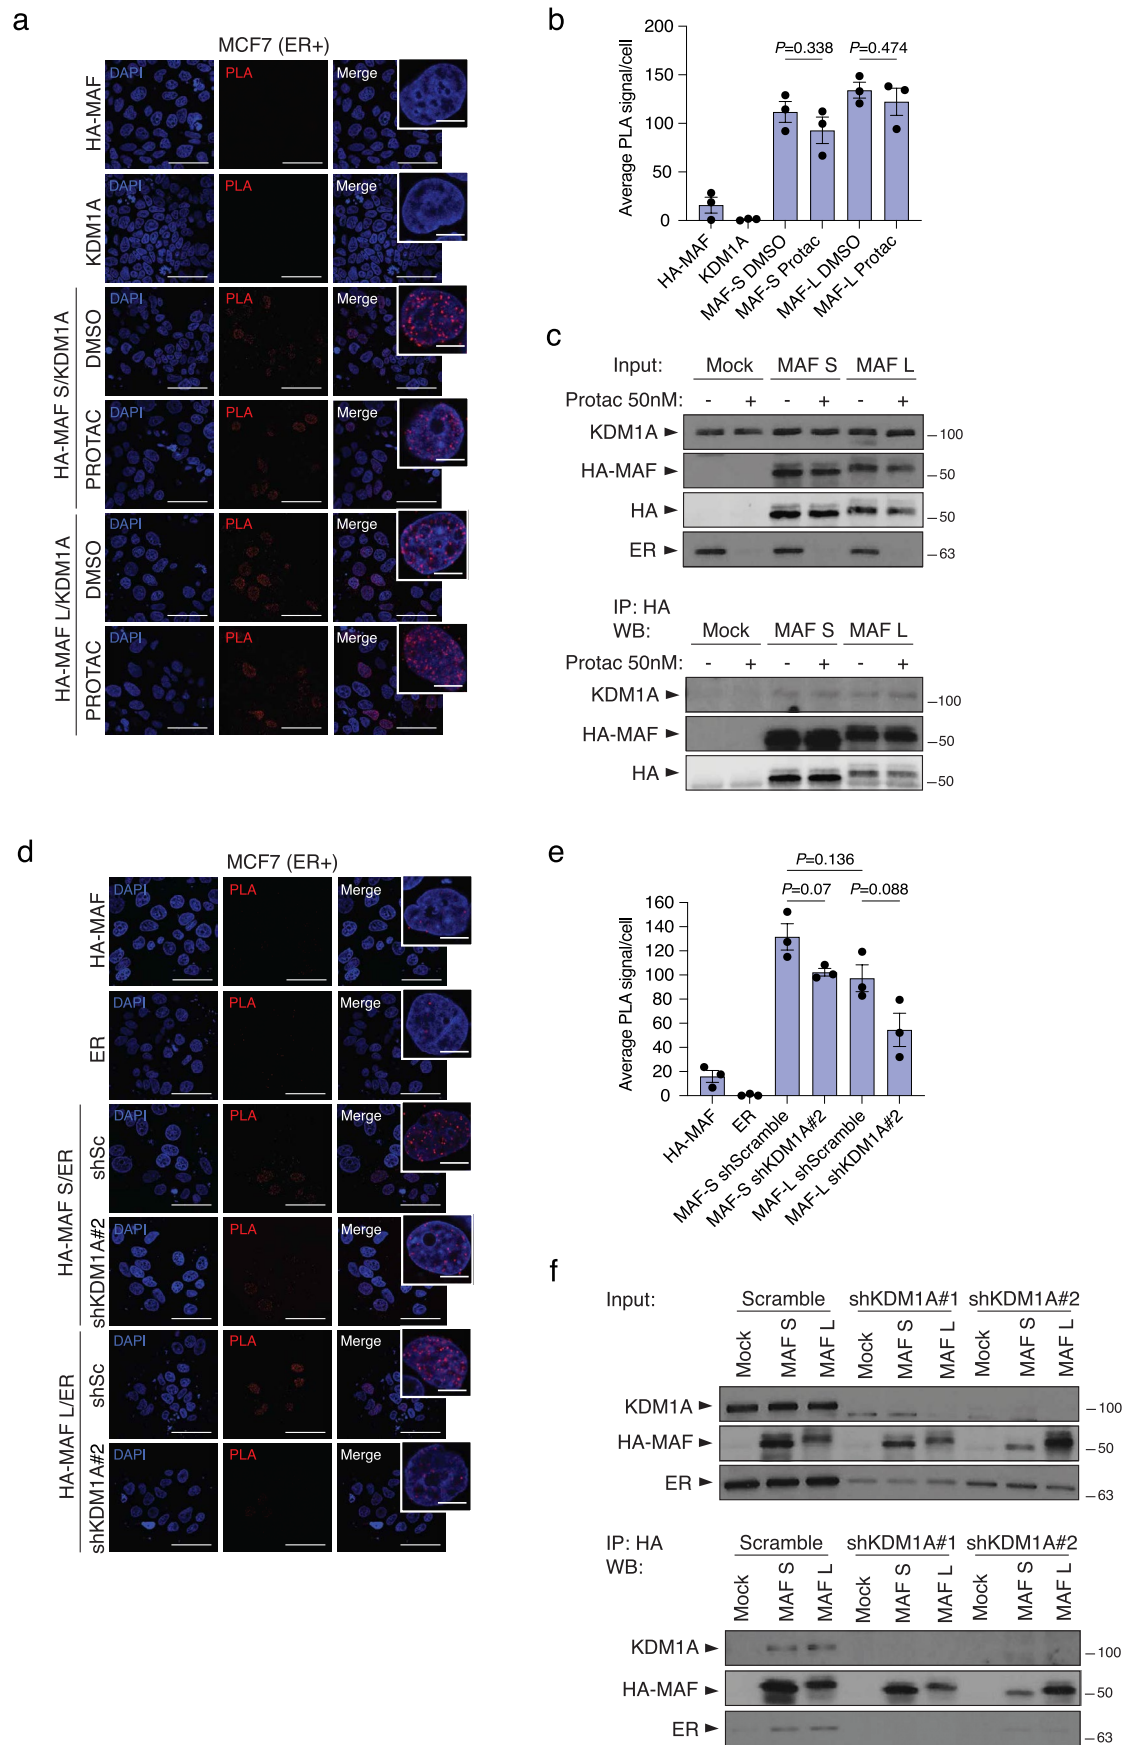 a
MCF7 (ER+)
HA-MAF
DAPI
PLA
Merge
KDM1A
DAPI
PLA
Merge
HA-MAF S/KDM1A
DMSO
DAPI
PLA
Merge
PROTAC
DAPI
PLA
Merge
HA-MAF L/KDM1A
DMSO
DAPI
PLA
Merge
PROTAC
DAPI
PLA
Merge
b
Average PLA signal/cell
200
150
100
50
0
P=0.338
P=0.474
HA-MAF
KDM1A
MAF-S DMSO
MAF-S Protac
MAF-L DMSO
MAF-L Protac
c
Input: Mock MAF S MAF L
Protac 50nM: - + - + - +
KDM1A ► –100
HA-MAF ► –50
HA ► –50
ER ► –63
IP: HA
WB: Mock MAF S MAF L
Protac 50nM: - + - + - +
KDM1A ► –100
HA-MAF ► –50
HA ► –50
d
MCF7 (ER+)
HA-MAF
DAPI
PLA
Merge
ER
DAPI
PLA
Merge
HA-MAF S/ER
shSc
DAPI
PLA
Merge
shKDM1A#2
DAPI
PLA
Merge
HA-MAF L/ER
shSc
DAPI
PLA
Merge
shKDM1A#2
DAPI
PLA
Merge
e
Average PLA signal/cell
160
140
120
100
80
60
40
20
0
P=0.136
P=0.07
P=0.088
HA-MAF
ER
MAF-S shScramble
MAF-S shKDM1A#2
MAF-L shScramble
MAF-L shKDM1A#2
f
Input: Scramble shKDM1A#1 shKDM1A#2
Mock MAF S MAF L Mock MAF S MAF L Mock MAF S MAF L
KDM1A ► –100
HA-MAF ► –50
ER ► –63
IP: HA Scramble shKDM1A#1 shKDM1A#2
WB: Mock MAF S MAF L Mock MAF S MAF L Mock MAF S MAF L
KDM1A ► –100
HA-MAF ► –50
ER ► –63